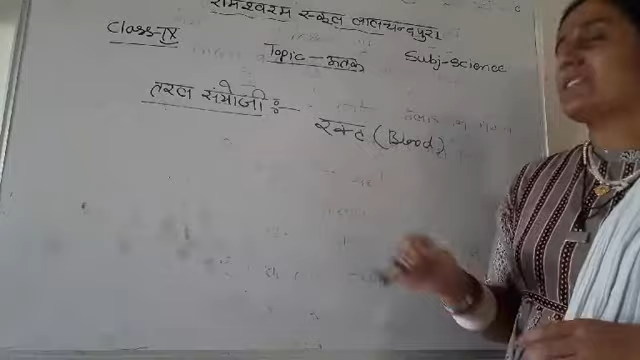 रामेश्वरम स्कूल लालचन्दपुरा
Class-IX
Topic - ऊतक
Subj-science
तरल संयोजी :-
रक्त (Blood)